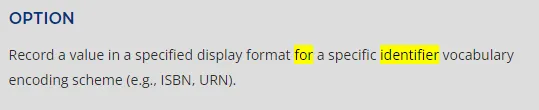 OPTION
Record a value in a specified display format for a specific identifier vocabulary
encoding scheme (e.g., ISBN, URN).